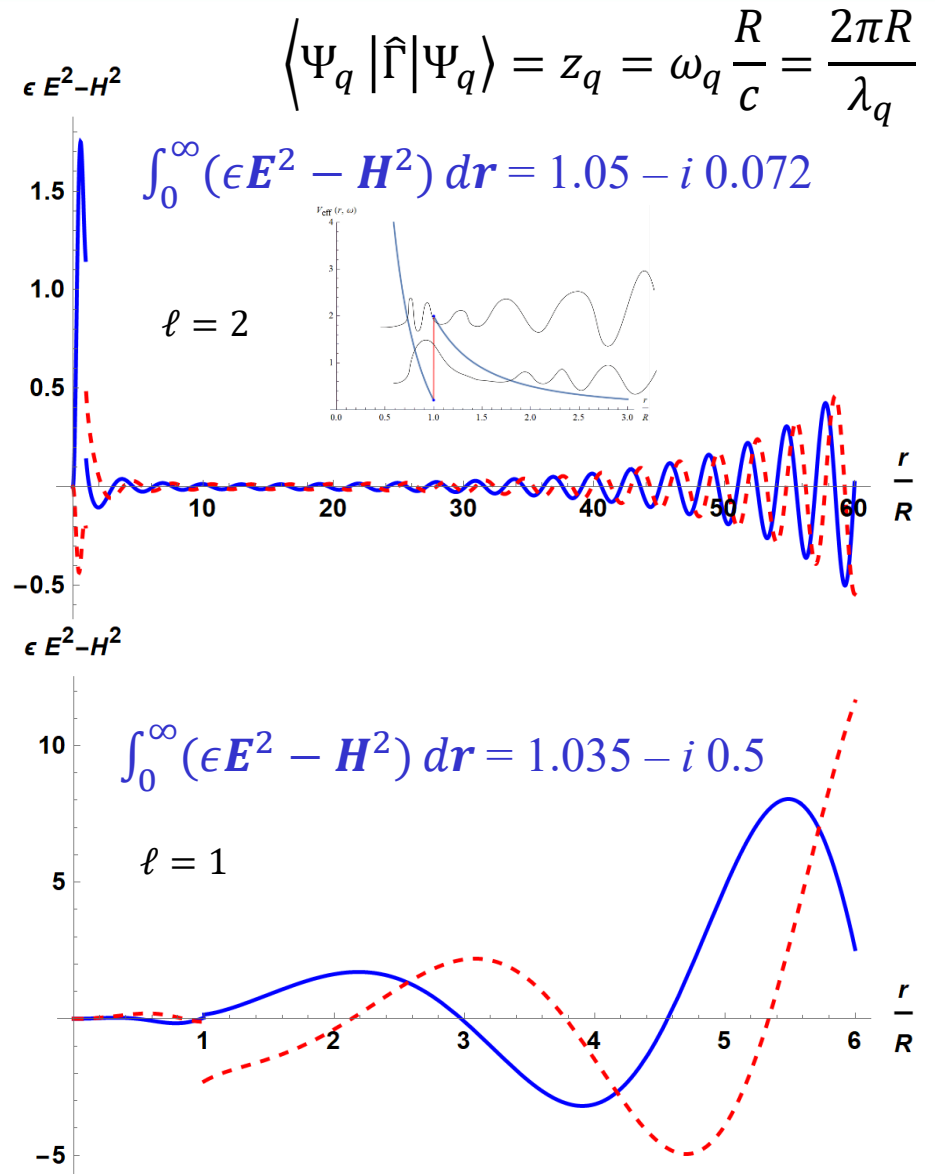 ⟨Ψ_q |Γ̂|Ψ_q⟩ = z_q = ω_q R/c = 2πR/λ_q
ϵ E²–H²
∫₀^∞ (ϵE² − H²) dr = 1.05 – i 0.072
V_eff (r, ω)
4
3
2
1
0.0 0.5 1.0 1.5 2.0 2.5 3.0
r/R
ℓ = 2
1.5
1.0
0.5
−0.5
10 20 30 40 50 60
r/R
ϵ E²–H²
∫₀^∞ (ϵE² − H²) dr = 1.035 – i 0.5
ℓ = 1
10
5
−5
1 2 3 4 5 6
r/R